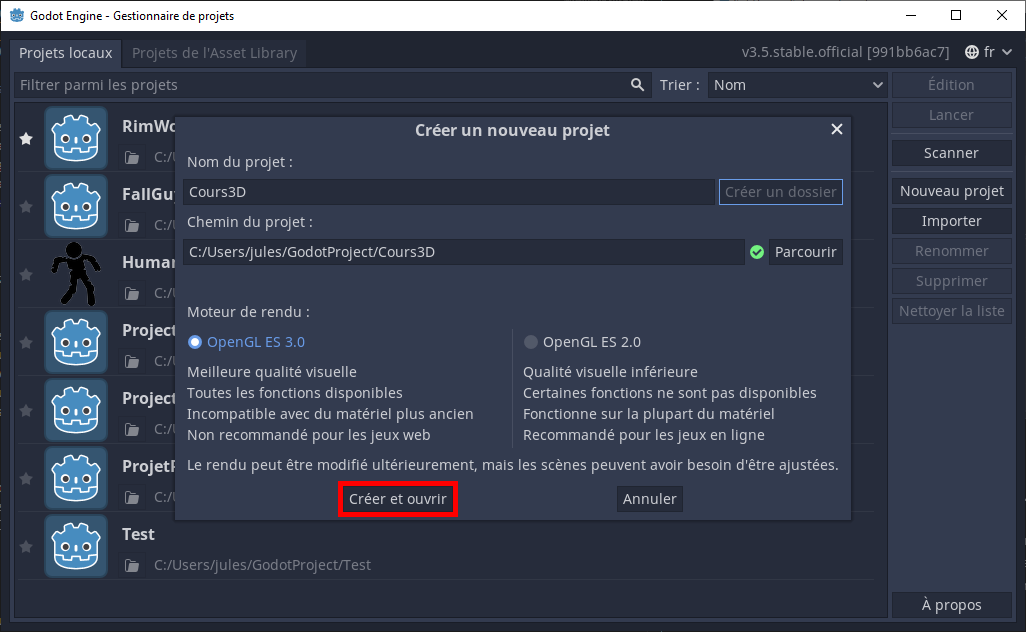 Godot Engine - Gestionnaire de projets
Projets locaux
Projets de l'Asset Library
v3.5.stable.official [991bb6ac7]
fr
Filtrer parmi les projets
Trier :
Nom
Édition
Lancer
Scanner
Nouveau projet
Importer
Renommer
Supprimer
Nettoyer la liste
À propos
RimWo
C:/U
FallGu
C:/U
Human
C:/U
Project
C:/U
Project
C:/U
ProjetF
C:/U
Test
C:/Users/jules/GodotProject/Test
Créer un nouveau projet
Nom du projet :
Cours3D
Créer un dossier
Chemin du projet :
C:/Users/jules/GodotProject/Cours3D
Parcourir
Moteur de rendu :
OpenGL ES 3.0
Meilleure qualité visuelle
Toutes les fonctions disponibles
Incompatible avec du matériel plus ancien
Non recommandé pour les jeux web
OpenGL ES 2.0
Qualité visuelle inférieure
Certaines fonctions ne sont pas disponibles
Fonctionne sur la plupart du matériel
Recommandé pour les jeux en ligne
Le rendu peut être modifié ultérieurement, mais les scènes peuvent avoir besoin d'être ajustées.
Créer et ouvrir
Annuler